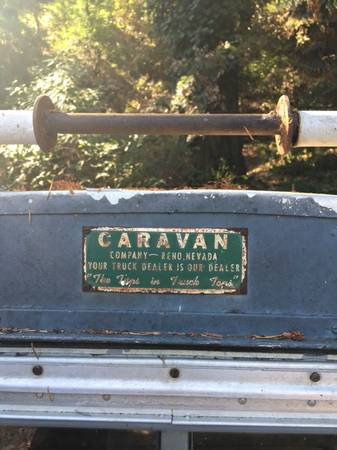 CARAVAN
COMPANY — RENO, NEVADA
YOUR TRUCK DEALER IS OUR DEALER
"The Tops in Truck Tops"